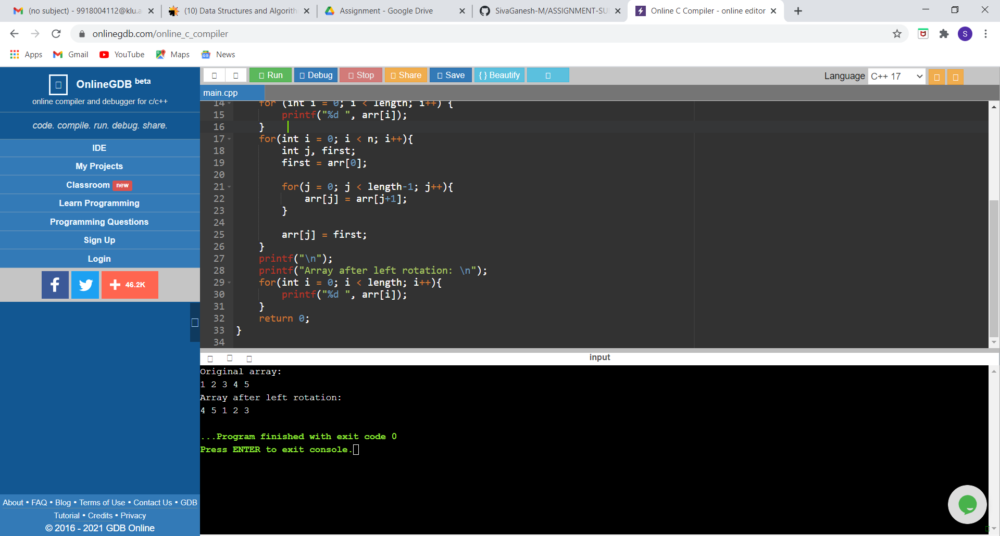 (no subject) - 9918004112@klu.a
(10) Data Structures and Algorith
Assignment - Google Drive
SivaGanesh-M/ASSIGNMENT-SU
Online C Compiler - online editor
onlinegdb.com/online_c_compiler
S
Apps Gmail YouTube Maps News
OnlineGDB beta
online compiler and debugger for c/c++
code. compile. run. debug. share.
IDE
My Projects
Classroom new
Learn Programming
Programming Questions
Sign Up
Login
46.2K
About • FAQ • Blog • Terms of Use • Contact Us • GDB
Tutorial • Credits • Privacy
© 2016 - 2021 GDB Online
Run Debug Stop Share Save { } Beautify
Language C++ 17
main.cpp
14 for (int i = 0; i < length; i++) {
15 printf("%d ", arr[i]);
16 }
17 for(int i = 0; i < n; i++){
18 int j, first;
19 first = arr[0];
20
21 for(j = 0; j < length-1; j++){
22 arr[j] = arr[j+1];
23 }
24
25 arr[j] = first;
26 }
27 printf("\n");
28 printf("Array after left rotation: \n");
29 for(int i = 0; i < length; i++){
30 printf("%d ", arr[i]);
31 }
32 return 0;
33 }
34
input
Original array:
1 2 3 4 5
Array after left rotation:
4 5 1 2 3
...Program finished with exit code 0
Press ENTER to exit console.